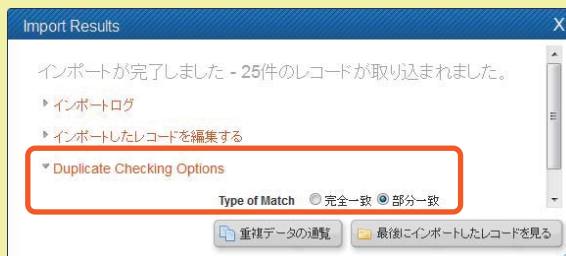 Import Results X
インポートが完了しました - 25件のレコードが取り込まれました。
インポートログ
インポートしたレコードを編集する
Duplicate Checking Options
Type of Match 完全一致 部分一致
重複データの通覧 最後にインポートしたレコードを見る